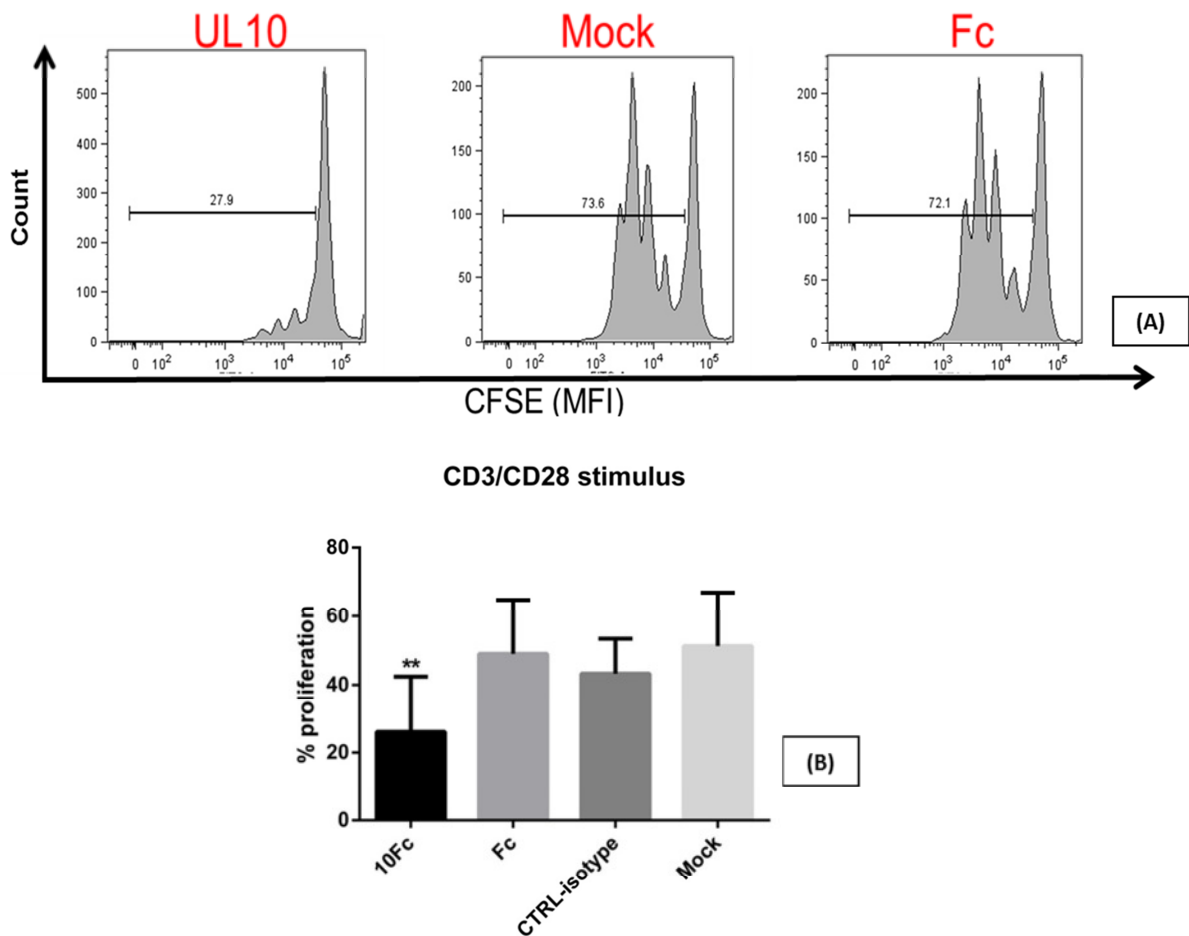 UL10 Mock Fc
Count
500
400
300
200
100
0
27.9
0 10² 10³ 10⁴ 10⁵
200
150
100
50
0
73.6
0 10² 10³ 10⁴ 10⁵
200
150
100
50
0
72.1
0 10² 10³ 10⁴ 10⁵
(A)
CFSE (MFI)
CD3/CD28 stimulus
% proliferation
80
60
40
20
0
**
10Fc
Fc
CTRL-isotype
Mock
(B)